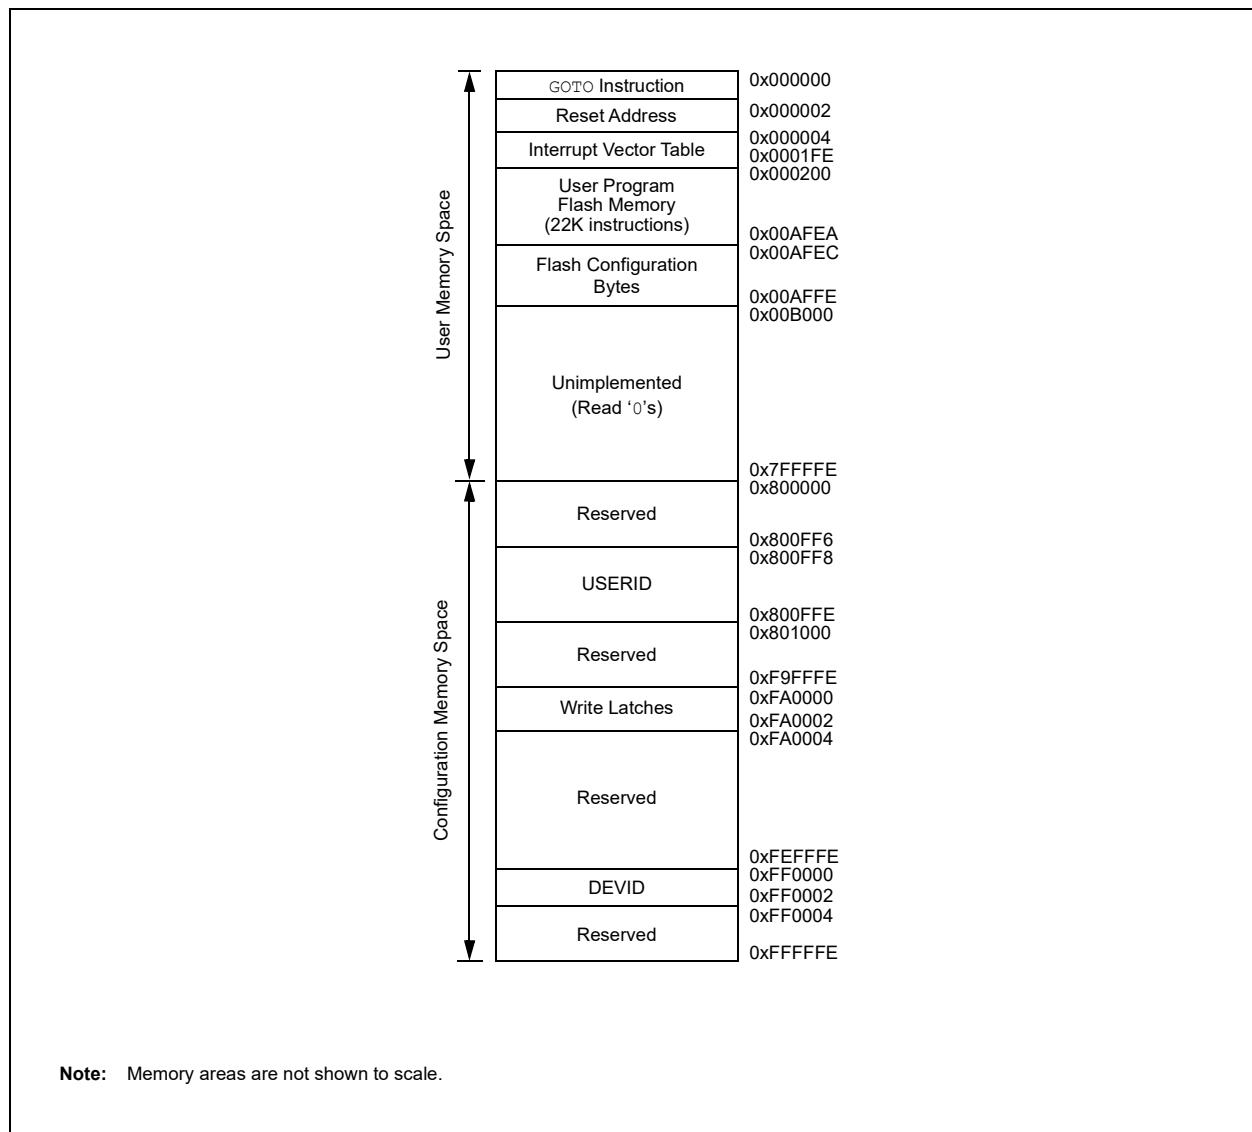 GOTO Instruction
0x000000
Reset Address
0x000002
Interrupt Vector Table
0x000004
0x0001FE
User Program
Flash Memory
(22K instructions)
0x000200
0x00AFEA
Flash Configuration
Bytes
0x00AFEC
0x00AFFE
Unimplemented
(Read ‘0’s)
0x00B000
0x7FFFFE
User Memory Space
Reserved
0x800000
0x800FF6
USERID
0x800FF8
0x800FFE
Reserved
0x801000
0xF9FFFE
Write Latches
0xFA0000
0xFA0002
Reserved
0xFA0004
0xFEFFFE
DEVID
0xFF0000
0xFF0002
Reserved
0xFF0004
0xFFFFFE
Configuration Memory Space
Note: Memory areas are not shown to scale.